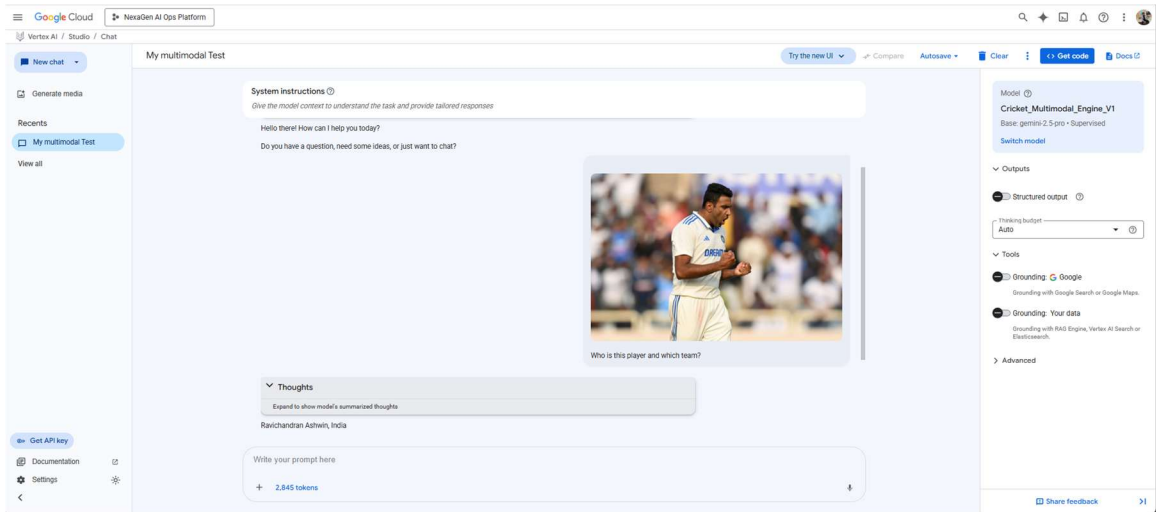 Google Cloud
NexaGen AI Ops Platform
Vertex AI / Studio / Chat
New chat
My multimodal Test
Try the new UI
Compare
Autosave
Clear
Get code
Docs
Generate media
Recents
My multimodal Test
View all
System instructions
Give the model context to understand the task and provide tailored responses
Hello there! How can I help you today?
Do you have a question, need some ideas, or just want to chat?
DREAM
Who is this player and which team?
Thoughts
Expand to show model's summarized thoughts
Ravichandran Ashwin, India
Write your prompt here
2,845 tokens
Model
Cricket_Multimodal_Engine_V1
Base: gemini-2.5-pro • Supervised
Switch model
Outputs
Structured output
Thinking budget
Auto
Tools
Grounding: G Google
Grounding with Google Search or Google Maps.
Grounding: Your data
Grounding with RAG Engine, Vertex AI Search or
Elasticsearch
Advanced
Get API key
Documentation
Settings
Share feedback